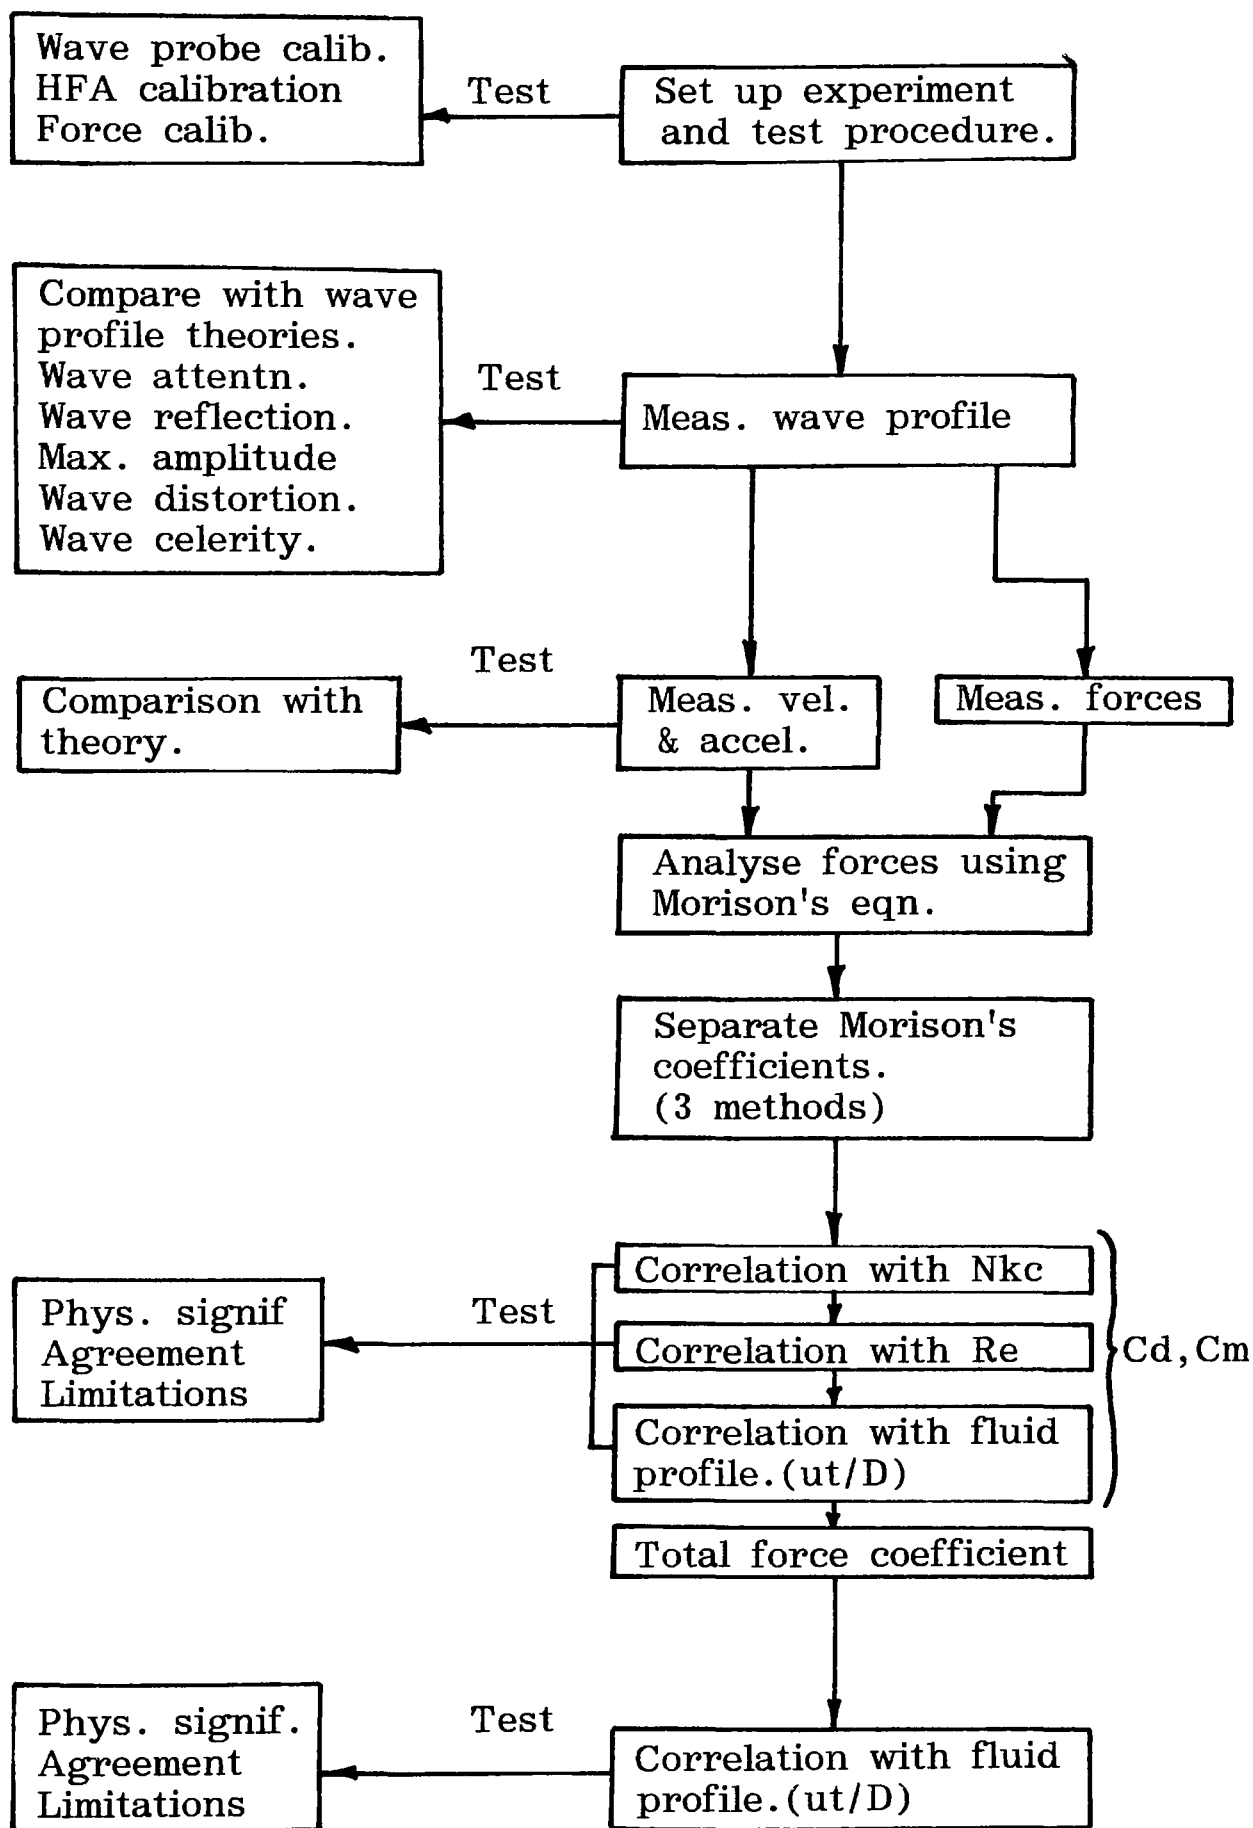 Wave probe calib.
HFA calibration
Force calib.
Test
Set up experiment
and test procedure.
Compare with wave
profile theories.
Wave attentn.
Wave reflection.
Max. amplitude
Wave distortion.
Wave celerity.
Test
Meas. wave profile
Test
Comparison with
theory.
Meas. vel.
& accel.
Meas. forces
Analyse forces using
Morison's eqn.
Separate Morison's
coefficients.
(3 methods)
Correlation with Nkc
Phys. signif
Agreement
Limitations
Test
Correlation with Re
Cd,Cm
Correlation with fluid
profile.(ut/D)
Total force coefficient
Phys. signif.
Agreement
Limitations
Test
Correlation with fluid
profile.(ut/D)